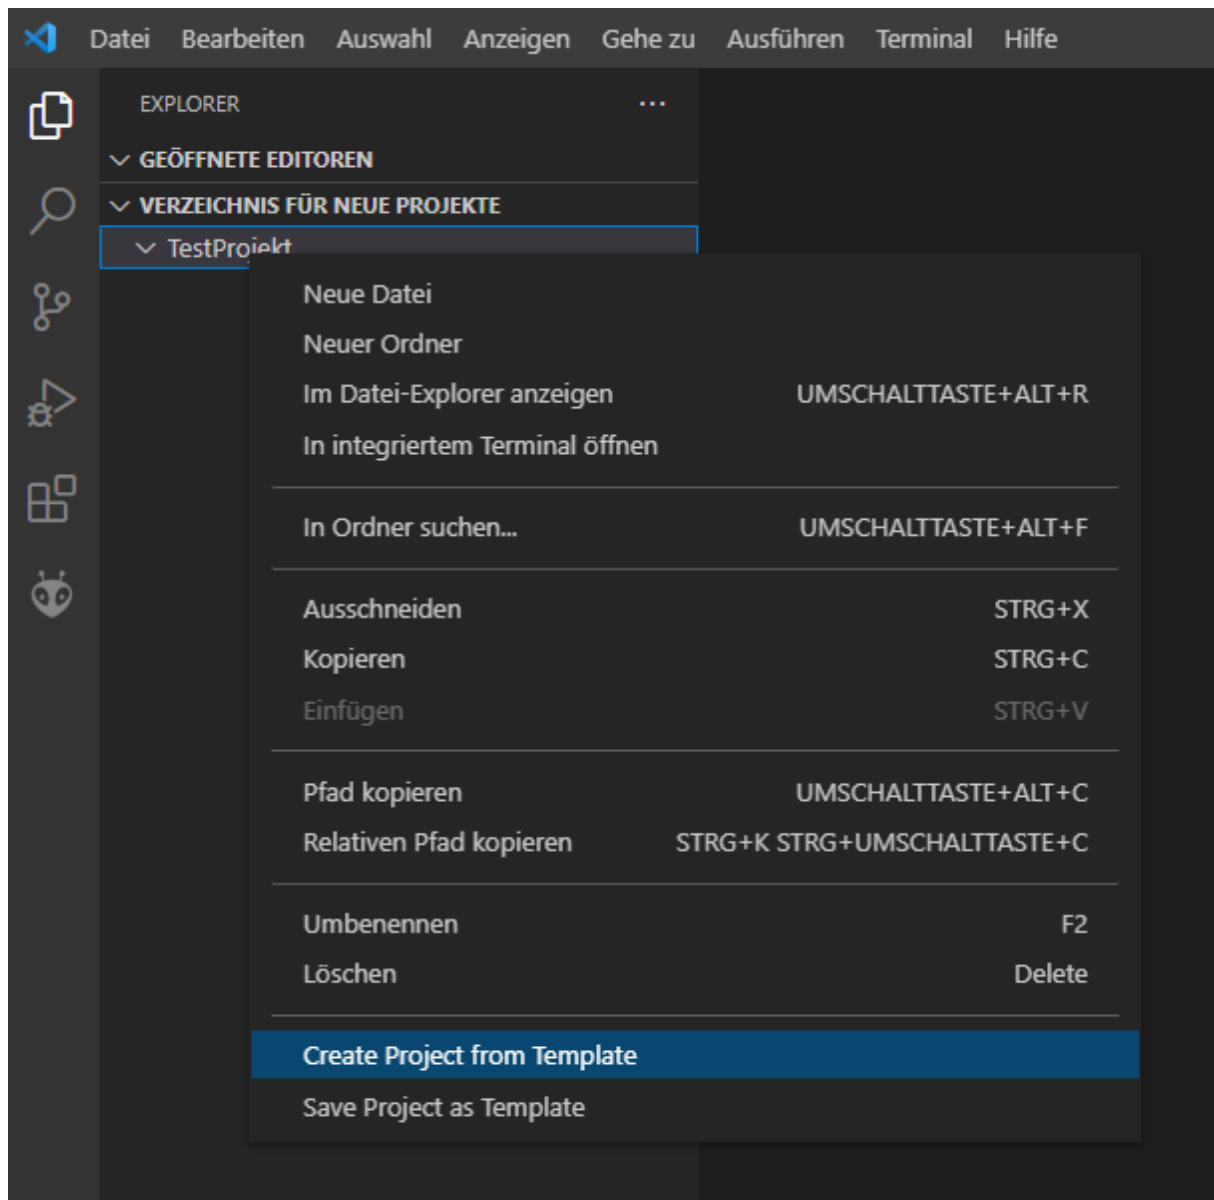 Datei Bearbeiten Auswahl Anzeigen Gehe zu Ausführen Terminal Hilfe
EXPLORER ...
GEÖFFNETE EDITOREN
VERZEICHNIS FÜR NEUE PROJEKTE
TestProjekt
Neue Datei
Neuer Ordner
Im Datei-Explorer anzeigen UMSCHALTTASTE+ALT+R
In integriertem Terminal öffnen
In Ordner suchen... UMSCHALTTASTE+ALT+F
Ausschneiden STRG+X
Kopieren STRG+C
Einfügen STRG+V
Pfad kopieren UMSCHALTTASTE+ALT+C
Relativen Pfad kopieren STRG+K STRG+UMSCHALTTASTE+C
Umbenennen F2
Löschen Delete
Create Project from Template
Save Project as Template